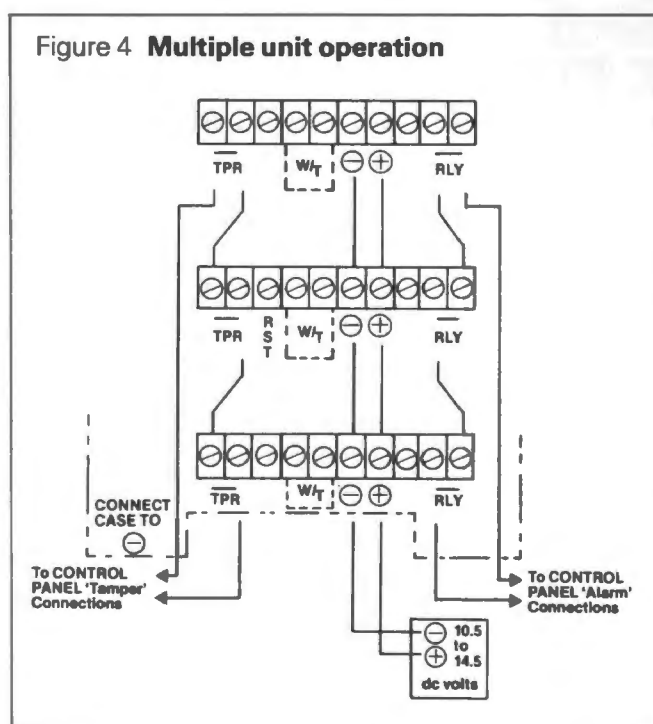 Figure 4 Multiple unit operation
TPR W/T ⊖ ⊕ RLY
TPR RST W/T ⊖ ⊕ RLY
TPR W/T ⊖ ⊕ RLY
CONNECT
CASE TO
⊖
To CONTROL
PANEL 'Tamper'
Connections
To CONTROL
PANEL 'Alarm'
Connections
⊖ 10.5
to
⊕ 14.5
dc volts